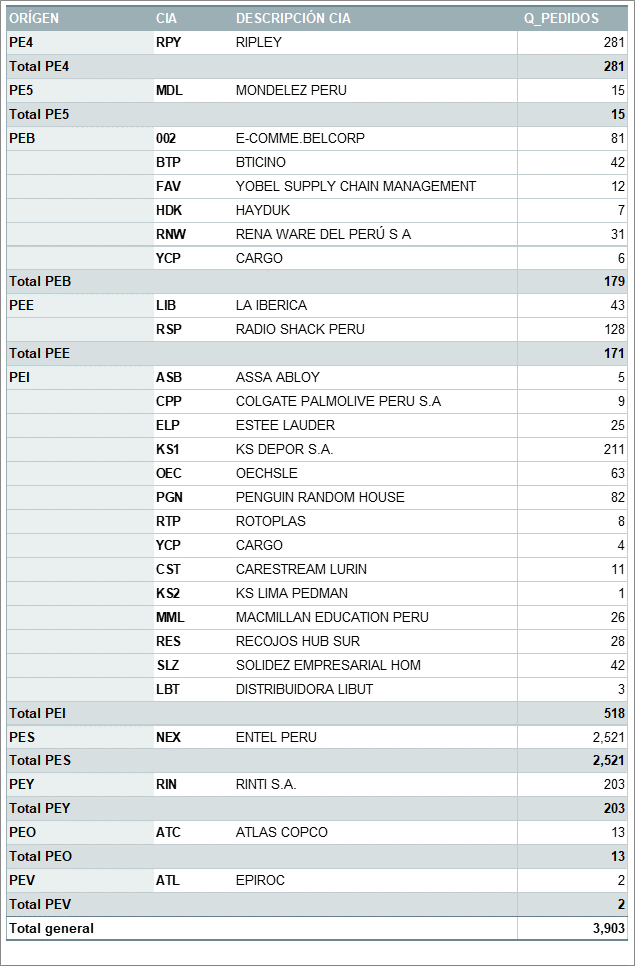 ORÍGEN CIA DESCRIPCIÓN CIA Q_PEDIDOS
PE4 RPY RIPLEY 281
Total PE4 281
PE5 MDL MONDELEZ PERU 15
Total PE5 15
PEB 002 E-COMME.BELCORP 81
BTP BTICINO 42
FAV YOBEL SUPPLY CHAIN MANAGEMENT 12
HDK HAYDUK 7
RNW RENA WARE DEL PERÚ S A 31
YCP CARGO 6
Total PEB 179
PEE LIB LA IBERICA 43
RSP RADIO SHACK PERU 128
Total PEE 171
PEI ASB ASSA ABLOY 5
CPP COLGATE PALMOLIVE PERU S.A 9
ELP ESTEE LAUDER 25
KS1 KS DEPOR S.A. 211
OEC OECHSLE 63
PGN PENGUIN RANDOM HOUSE 82
RTP ROTOPLAS 8
YCP CARGO 4
CST CARESTREAM LURIN 11
KS2 KS LIMA PEDMAN 1
MML MACMILLAN EDUCATION PERU 26
RES RECOJOS HUB SUR 28
SLZ SOLIDEZ EMPRESARIAL HOM 42
LBT DISTRIBUIDORA LIBUT 3
Total PEI 518
PES NEX ENTEL PERU 2,521
Total PES 2,521
PEY RIN RINTI S.A. 203
Total PEY 203
PEO ATC ATLAS COPCO 13
Total PEO 13
PEV ATL EPIROC 2
Total PEV 2
Total general 3,903